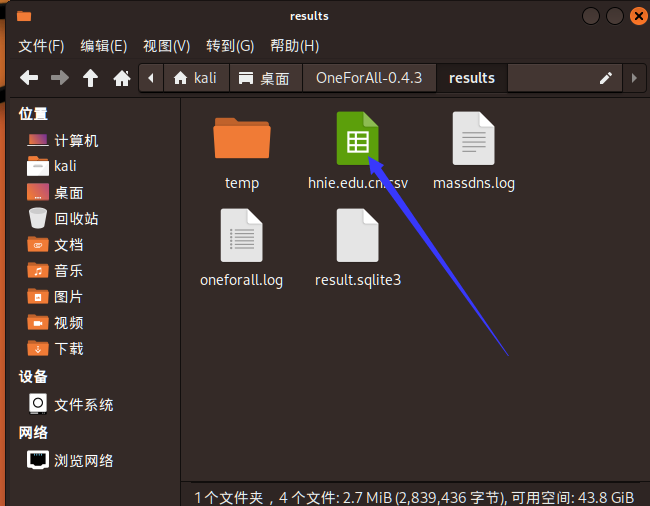 results
文件(F) 编辑(E) 视图(V) 转到(G) 帮助(H)
kali 桌面 OneForAll-0.4.3 results
位置
计算机
kali
桌面
回收站
文档
音乐
图片
视频
下载
设备
文件系统
网络
浏览网络
temp
hnie.edu.cn.csv
massdns.log
oneforall.log
result.sqlite3
1 个文件夹，4 个文件: 2.7 MiB (2,839,436 字节), 可用空间: 43.8 GiB